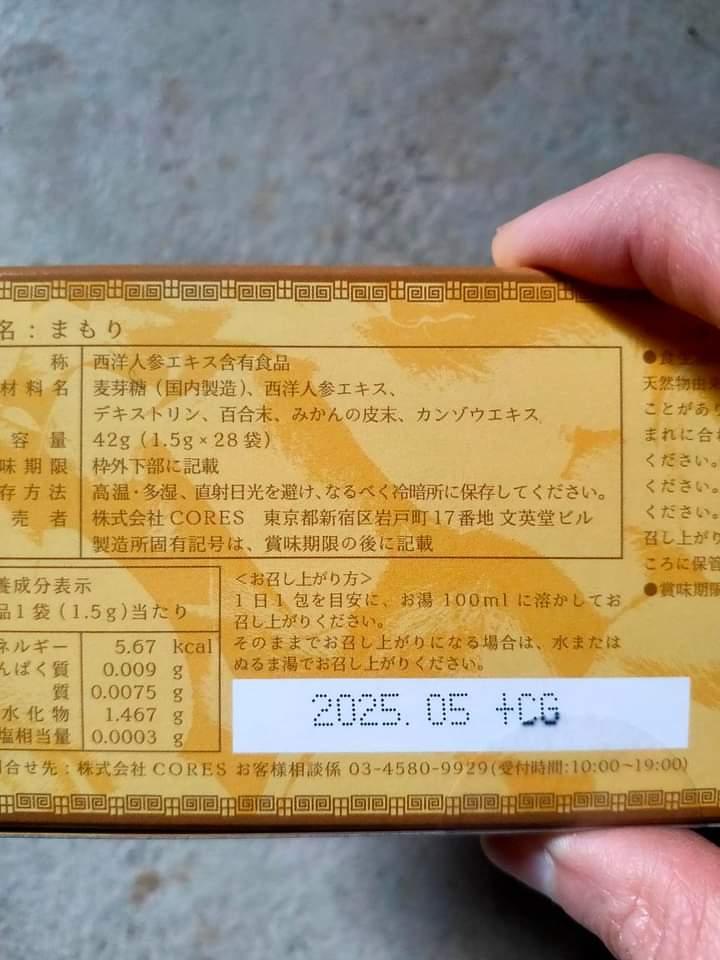 名：まもり
称 西洋人参エキス含有食品
材料名 麦芽糖（国内製造）、西洋人参エキス、
デキストリン、百合末、みかんの皮末、カンゾウエキス
容量 42g（1.5g×28袋）
味期限 枠外下部に記載
存方法 高温・多湿、直射日光を避け、なるべく冷暗所に保存してください。
売者 株式会社CORES 東京都新宿区岩戸町17番地 文英堂ビル
製造所固有記号は、賞味期限の後に記載
養成分表示
品1袋（1.5g）当たり
ネルギー 5.67 kcal
んぱく質 0.009 g
質 0.0075 g
水化物 1.467 g
塩相当量 0.0003 g
＜お召し上がり方＞
1日1包を目安に、お湯100mlに溶かしてお
召し上がりください。
そのままでお召し上がりになる場合は、水または
ぬるま湯でお召し上がりください。
2025. 05 +CG
合せ先：株式会社CORES お客様相談係 03-4580-9929(受付時間:10:00~19:00)
天然物由
ことがあ
まれに合
ください。
ください。
ください。
召し上がり
ころに保管
●賞味期限